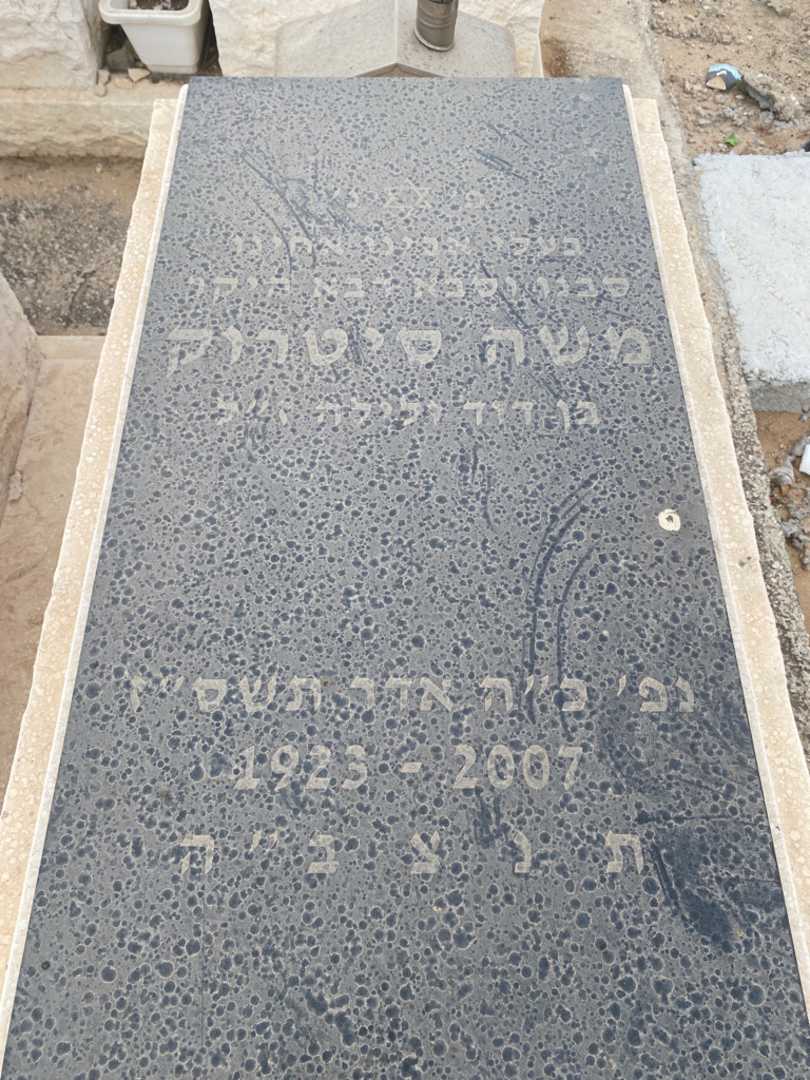 פ״נ
בעלי אבינו אחינו
סבנו וסבא רבא היקר
משה סיטרוק
בן דוד ולילה ז״ל
נפ׳ כ״ה אדר תשס״ז
1923 - 2007
ת נ צ ב ״ ה